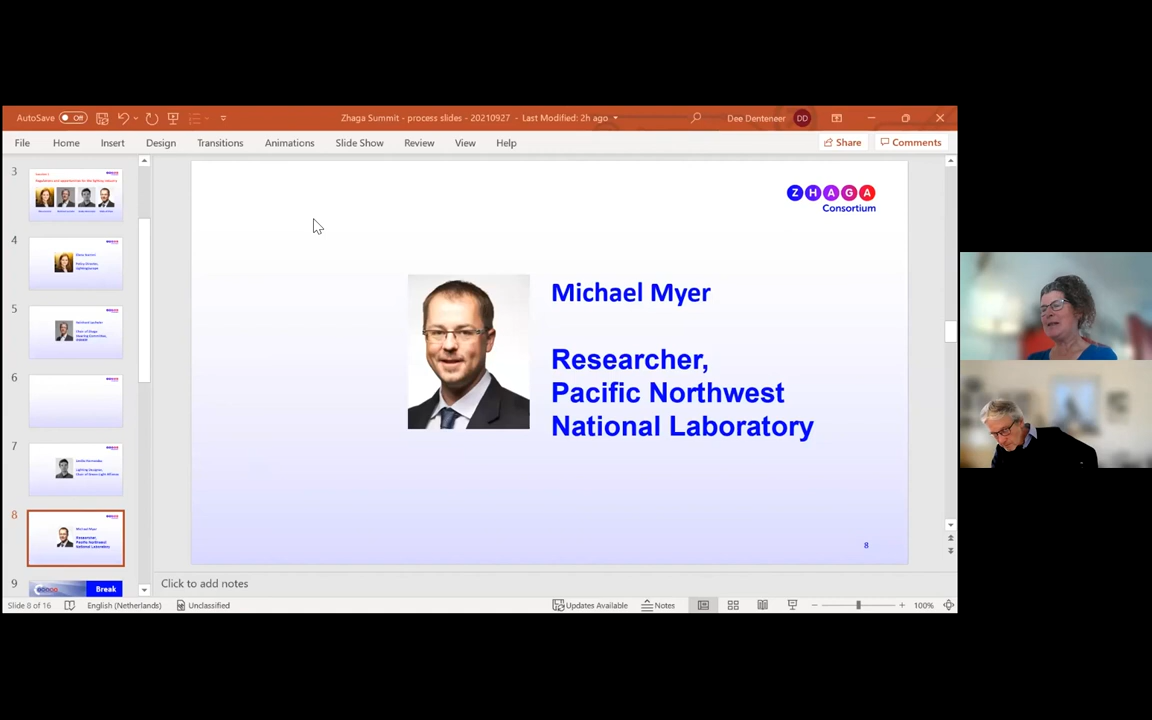 AutoSave Off
Zhaga Summit - process slides - 20210927 - Last Modified: 2h ago
Dee Denteneer DD
File Home Insert Design Transitions Animations Slide Show Review View Help
Share Comments
3
4
5
6
7
8
9
Break
ZHAGA
Consortium
Michael Myer
Researcher,
Pacific Northwest
National Laboratory
8
Click to add notes
Slide 8 of 16 English (Netherlands) Unclassified Updates Available Notes 100%